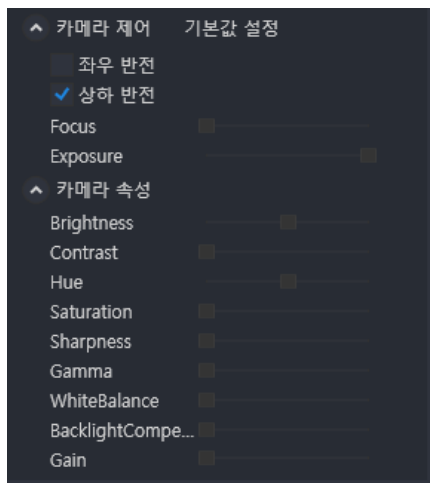 카메라 제어 기본값 설정
좌우 반전
상하 반전
Focus
Exposure
카메라 속성
Brightness
Contrast
Hue
Saturation
Sharpness
Gamma
WhiteBalance
BacklightCompe...
Gain